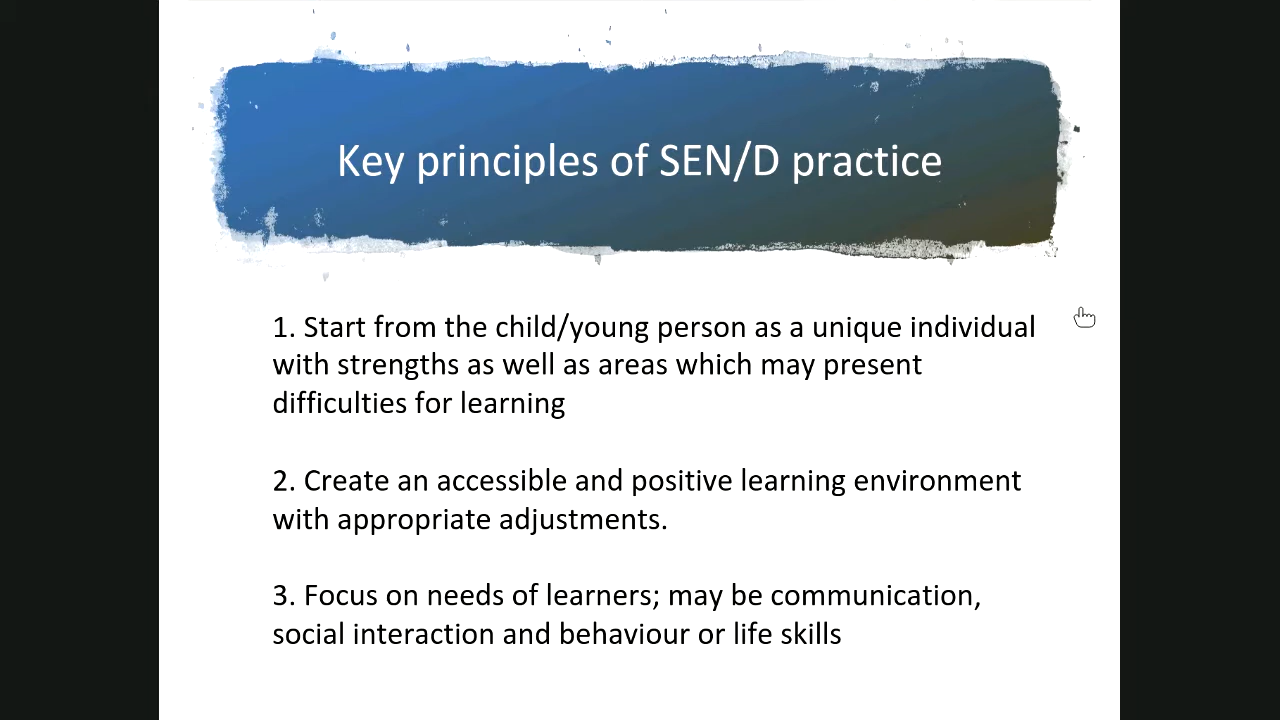 Key principles of SEN/D practice
1. Start from the child/young person as a unique individual
with strengths as well as areas which may present
difficulties for learning
2. Create an accessible and positive learning environment
with appropriate adjustments.
3. Focus on needs of learners; may be communication,
social interaction and behaviour or life skills